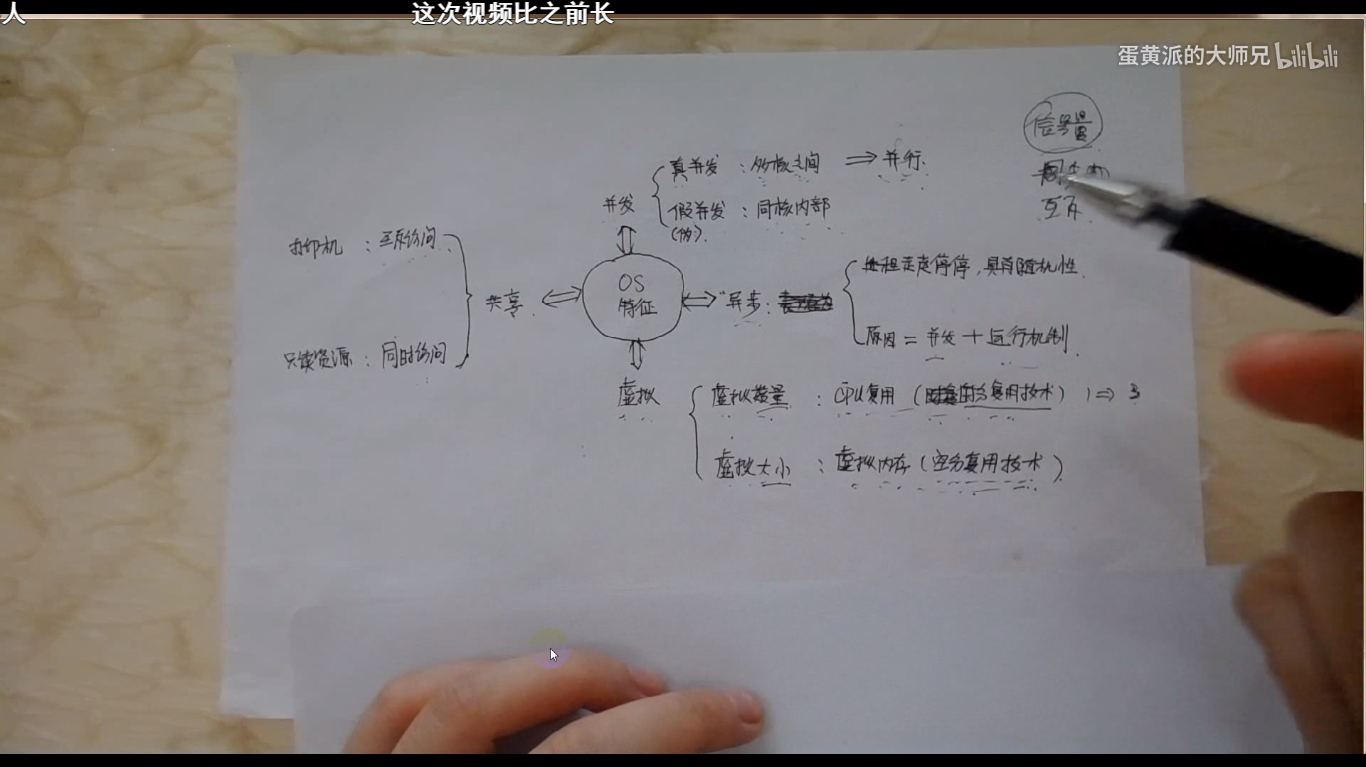 人
这次视频比之前长
蛋黄派的大师兄 bilibili
信号量
互斥
真并发：多核之间 ⇒ 并行.
并发
假并发：同核内部
(伪).
打印机：互斥访问
共享
只读资源：同时访问
OS
特征
异步：
进程走走停停，具有随机性.
原因 = 并发 + 运行机制
虚拟
虚拟数量：CPU复用（时分复用技术）1 ⇒ 3
虚拟大小：虚拟内存（空分复用技术）